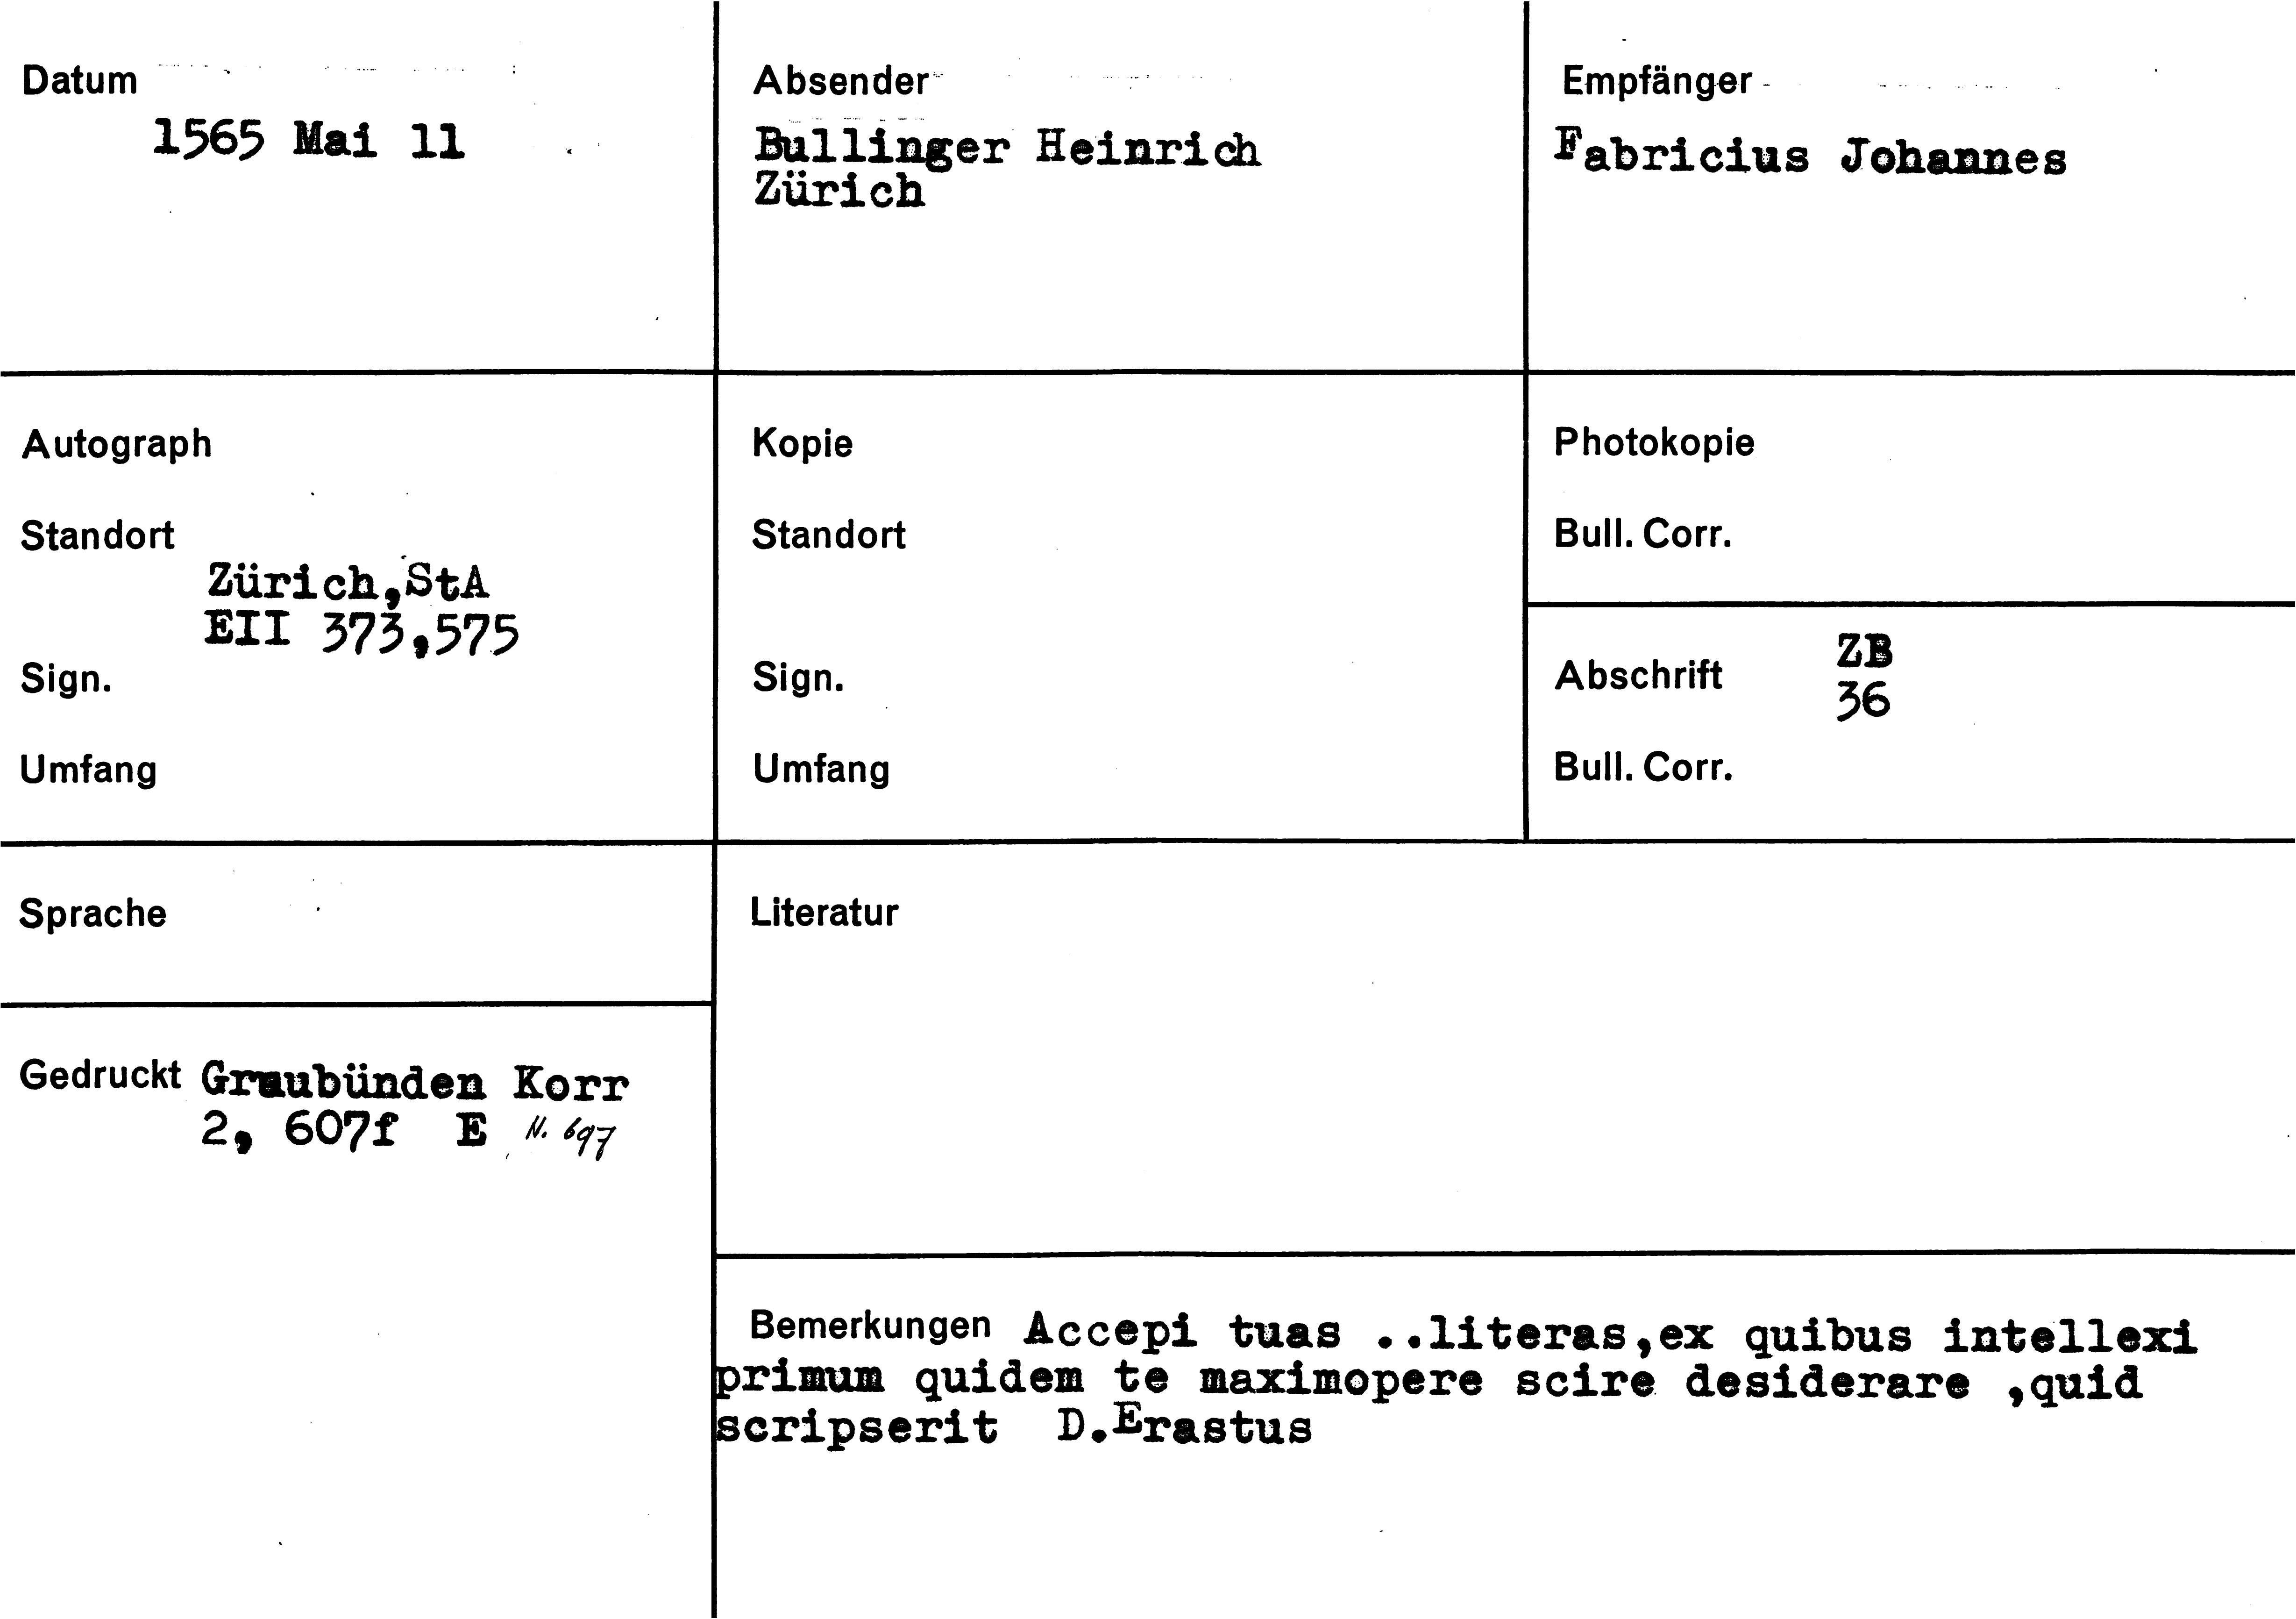 Datum
1565 Mai 11
Absender
Bullinger Heinrich
Zürich
Empfänger
Fabricius Johannes
Autograph
Standort
Zürich,StA
EII 373,575
Sign.
Umfang
Kopie
Standort
Sign.
Umfang
Photokopie
Bull. Corr.
Abschrift ZB
36
Bull. Corr.
Sprache
Literatur
Gedruckt Graubünden Korr
2, 607f E N. 697
Bemerkungen Accepi tuas ..literas,ex quibus intellexi
primum quidem te maximopere scire desiderare ,quid
scripserit D.Erastus